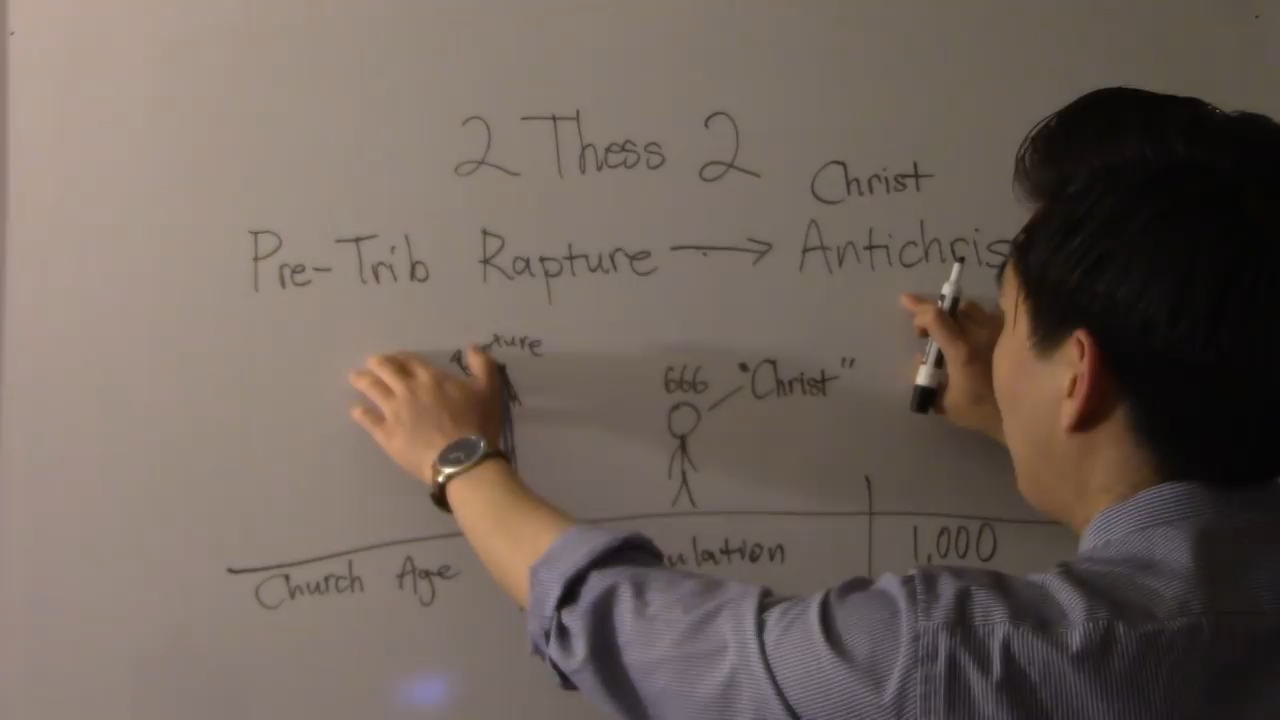 2 Thess 2
Christ
Pre-Trib Rapture → Antichris
666 "Christ"
Church Age 1,000